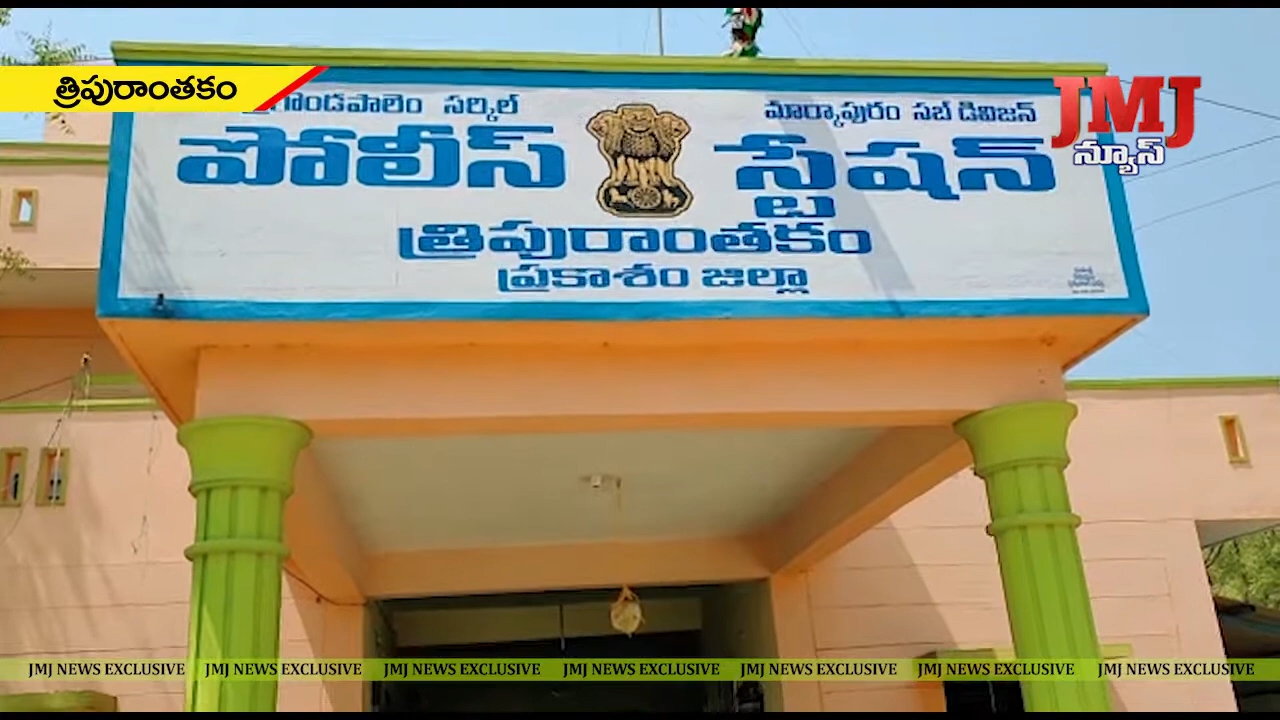 త్రిపురాంతకం
JMJ
న్యూస్
సర్కిల్ మార్కాపురం సబ్ డివిజన్
పోలీస్ స్టేషన్
త్రిపురాంతకం
ప్రకాశం జిల్లా
JMJ NEWS EXCLUSIVE JMJ NEWS EXCLUSIVE JMJ NEWS EXCLUSIVE JMJ NEWS EXCLUSIVE JMJ NEWS EXCLUSIVE JMJ NEWS EXCLUSIVE JMJ NEWS EXCLUSIVE